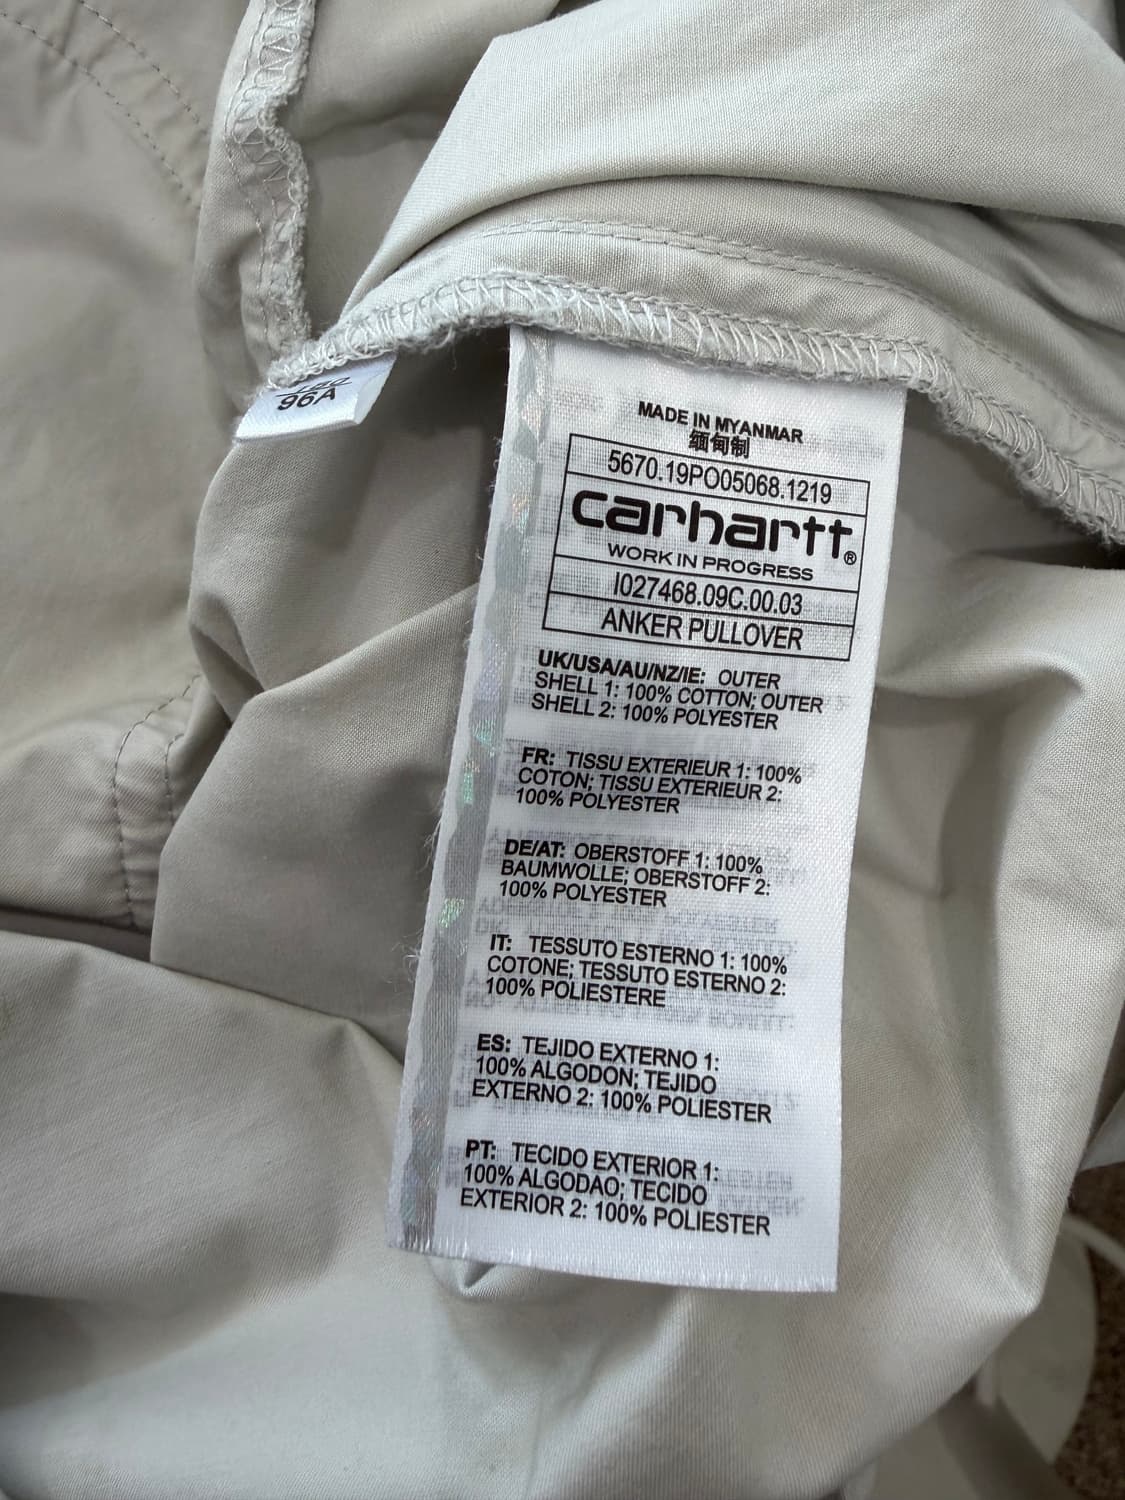 96A
MADE IN MYANMAR
缅甸制
5670.19PO05068.1219
carhartt®
WORK IN PROGRESS
I027468.09C.00.03
ANKER PULLOVER
UK/USA/AU/NZ/IE: OUTER
SHELL 1: 100% COTTON; OUTER
SHELL 2: 100% POLYESTER
FR: TISSU EXTERIEUR 1: 100%
COTON; TISSU EXTERIEUR 2:
100% POLYESTER
DE/AT: OBERSTOFF 1: 100%
BAUMWOLLE; OBERSTOFF 2:
100% POLYESTER
IT: TESSUTO ESTERNO 1: 100%
COTONE; TESSUTO ESTERNO 2:
100% POLIESTERE
ES: TEJIDO EXTERNO 1:
100% ALGODON; TEJIDO
EXTERNO 2: 100% POLIESTER
PT: TECIDO EXTERIOR 1:
100% ALGODAO; TECIDO
EXTERIOR 2: 100% POLIESTER